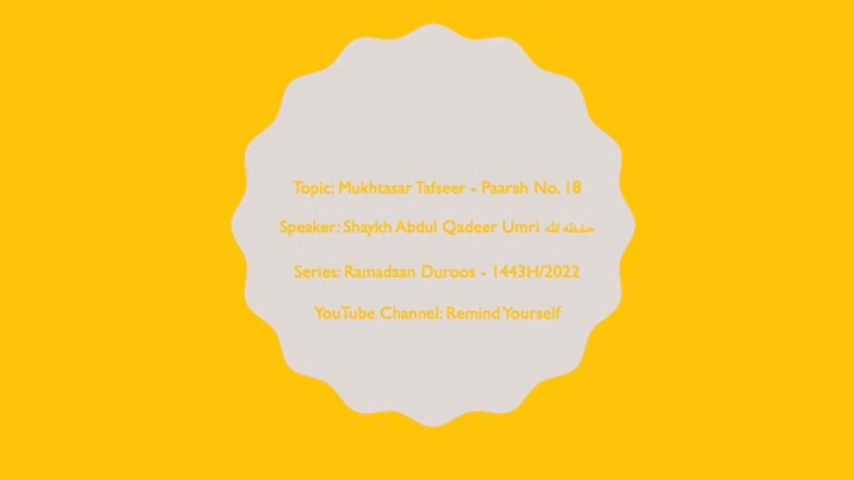 Topic: Mukhtasar Tafseer - Paarah No. 18
Speaker: Shaykh Abdul Qadeer Umri حفظه الله
Series: Ramadaan Duroos - 1443H/2022
YouTube Channel: Remind Yourself